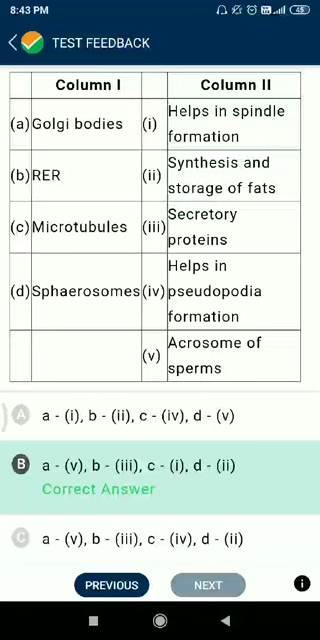 8:43 PM
45
TEST FEEDBACK
Column I Column II
(a) Golgi bodies (i) Helps in spindle
formation
(b) RER (ii) Synthesis and
storage of fats
(c) Microtubules (iii) Secretory
proteins
(d) Sphaerosomes (iv) Helps in
pseudopodia
formation
(v) Acrosome of
sperms
A a - (i), b - (ii), c - (iv), d - (v)
B a - (v), b - (iii), c - (i), d - (ii)
Correct Answer
C a - (v), b - (iii), c - (iv), d - (ii)
PREVIOUS NEXT